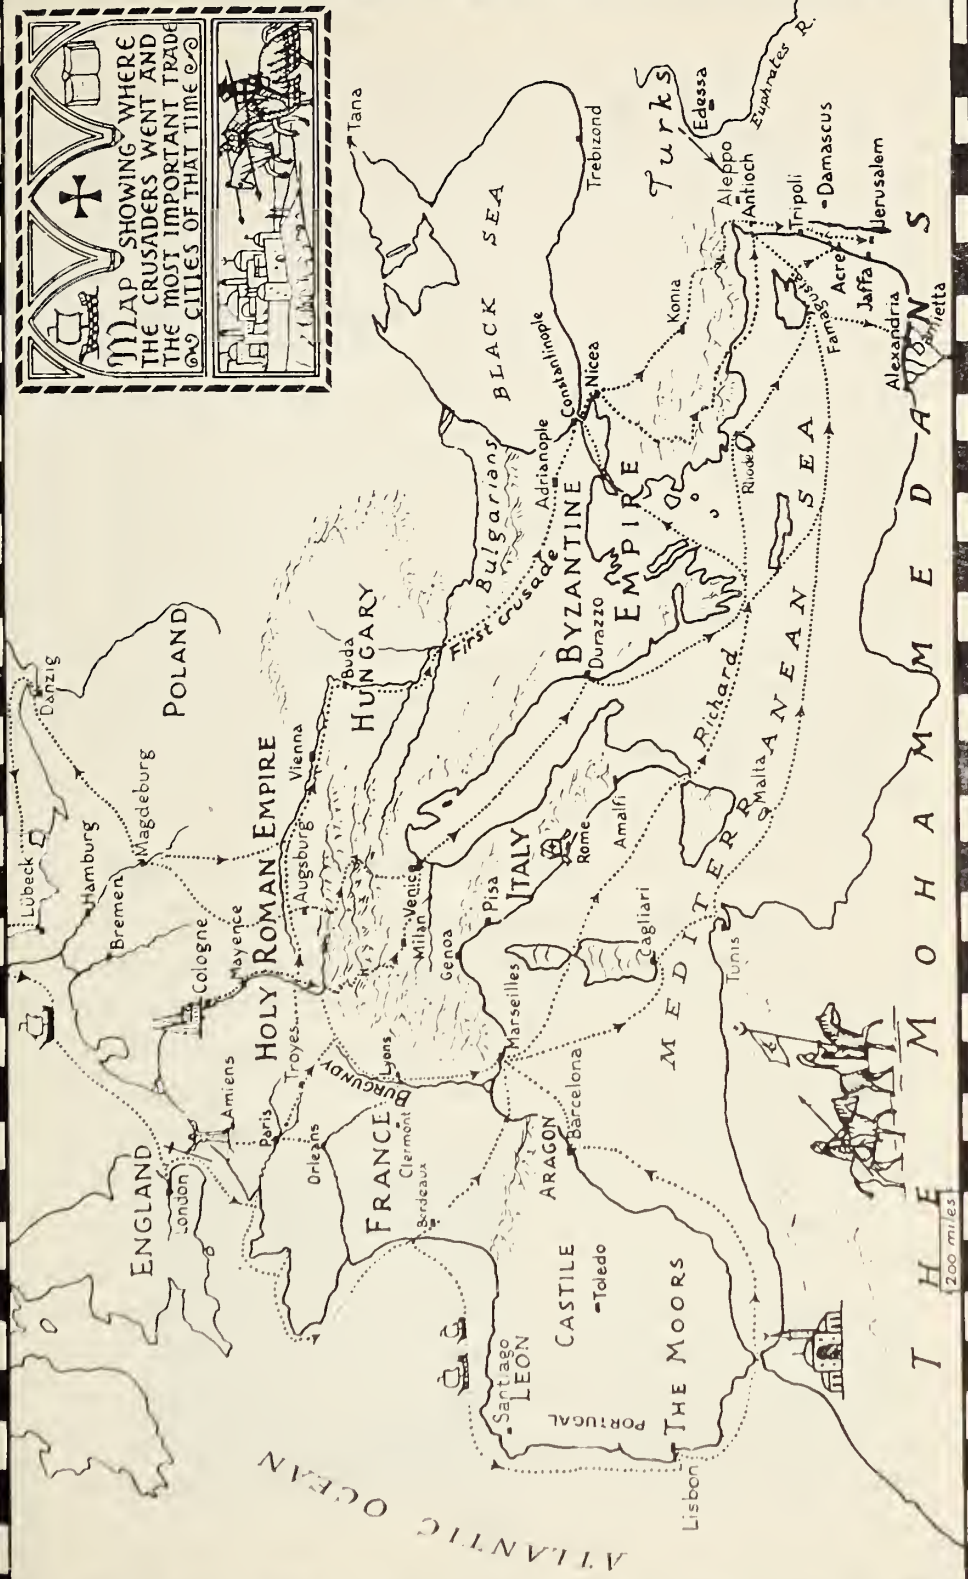 MAP SHOWING WHERE
THE CRUSADERS WENT AND
THE MOST IMPORTANT TRADE
CITIES OF THAT TIME
ATLANTIC OCEAN
ENGLAND
London
Lübeck
Hamburg
Bremen
Danzig
Magdeburg
POLAND
Cologne
Mayence
HOLY ROMAN EMPIRE
Amiens
Paris
Troyes
Orleans
BURGUNDY
Augsburg
Vienna
Buda
HUNGARY
FRANCE
Clermont
Bordeaux
Lyons
Milan
Venice
Genoa
Pisa
ITALY
Rome
Amalfi
Marseilles
ARAGON
Barcelona
Santiago
LEON
CASTILE
Toledo
PORTUGAL
THE MOORS
Lisbon
Cagliari
Tunis
Malta
Richard
MEDITERRANEAN SEA
First crusade
Bulgarians
BYZANTINE
EMPIRE
Durazzo
Adrianople
Constantinople
Nicea
BLACK SEA
Tana
Trebizond
Konia
Rhodes
Turks
Edessa
Euphrates R.
Aleppo
Antioch
Tripoli
Damascus
Famagusta
Acre
Jaffa
Jerusalem
Alexandria
THE MOHAMMEDANS
200 miles